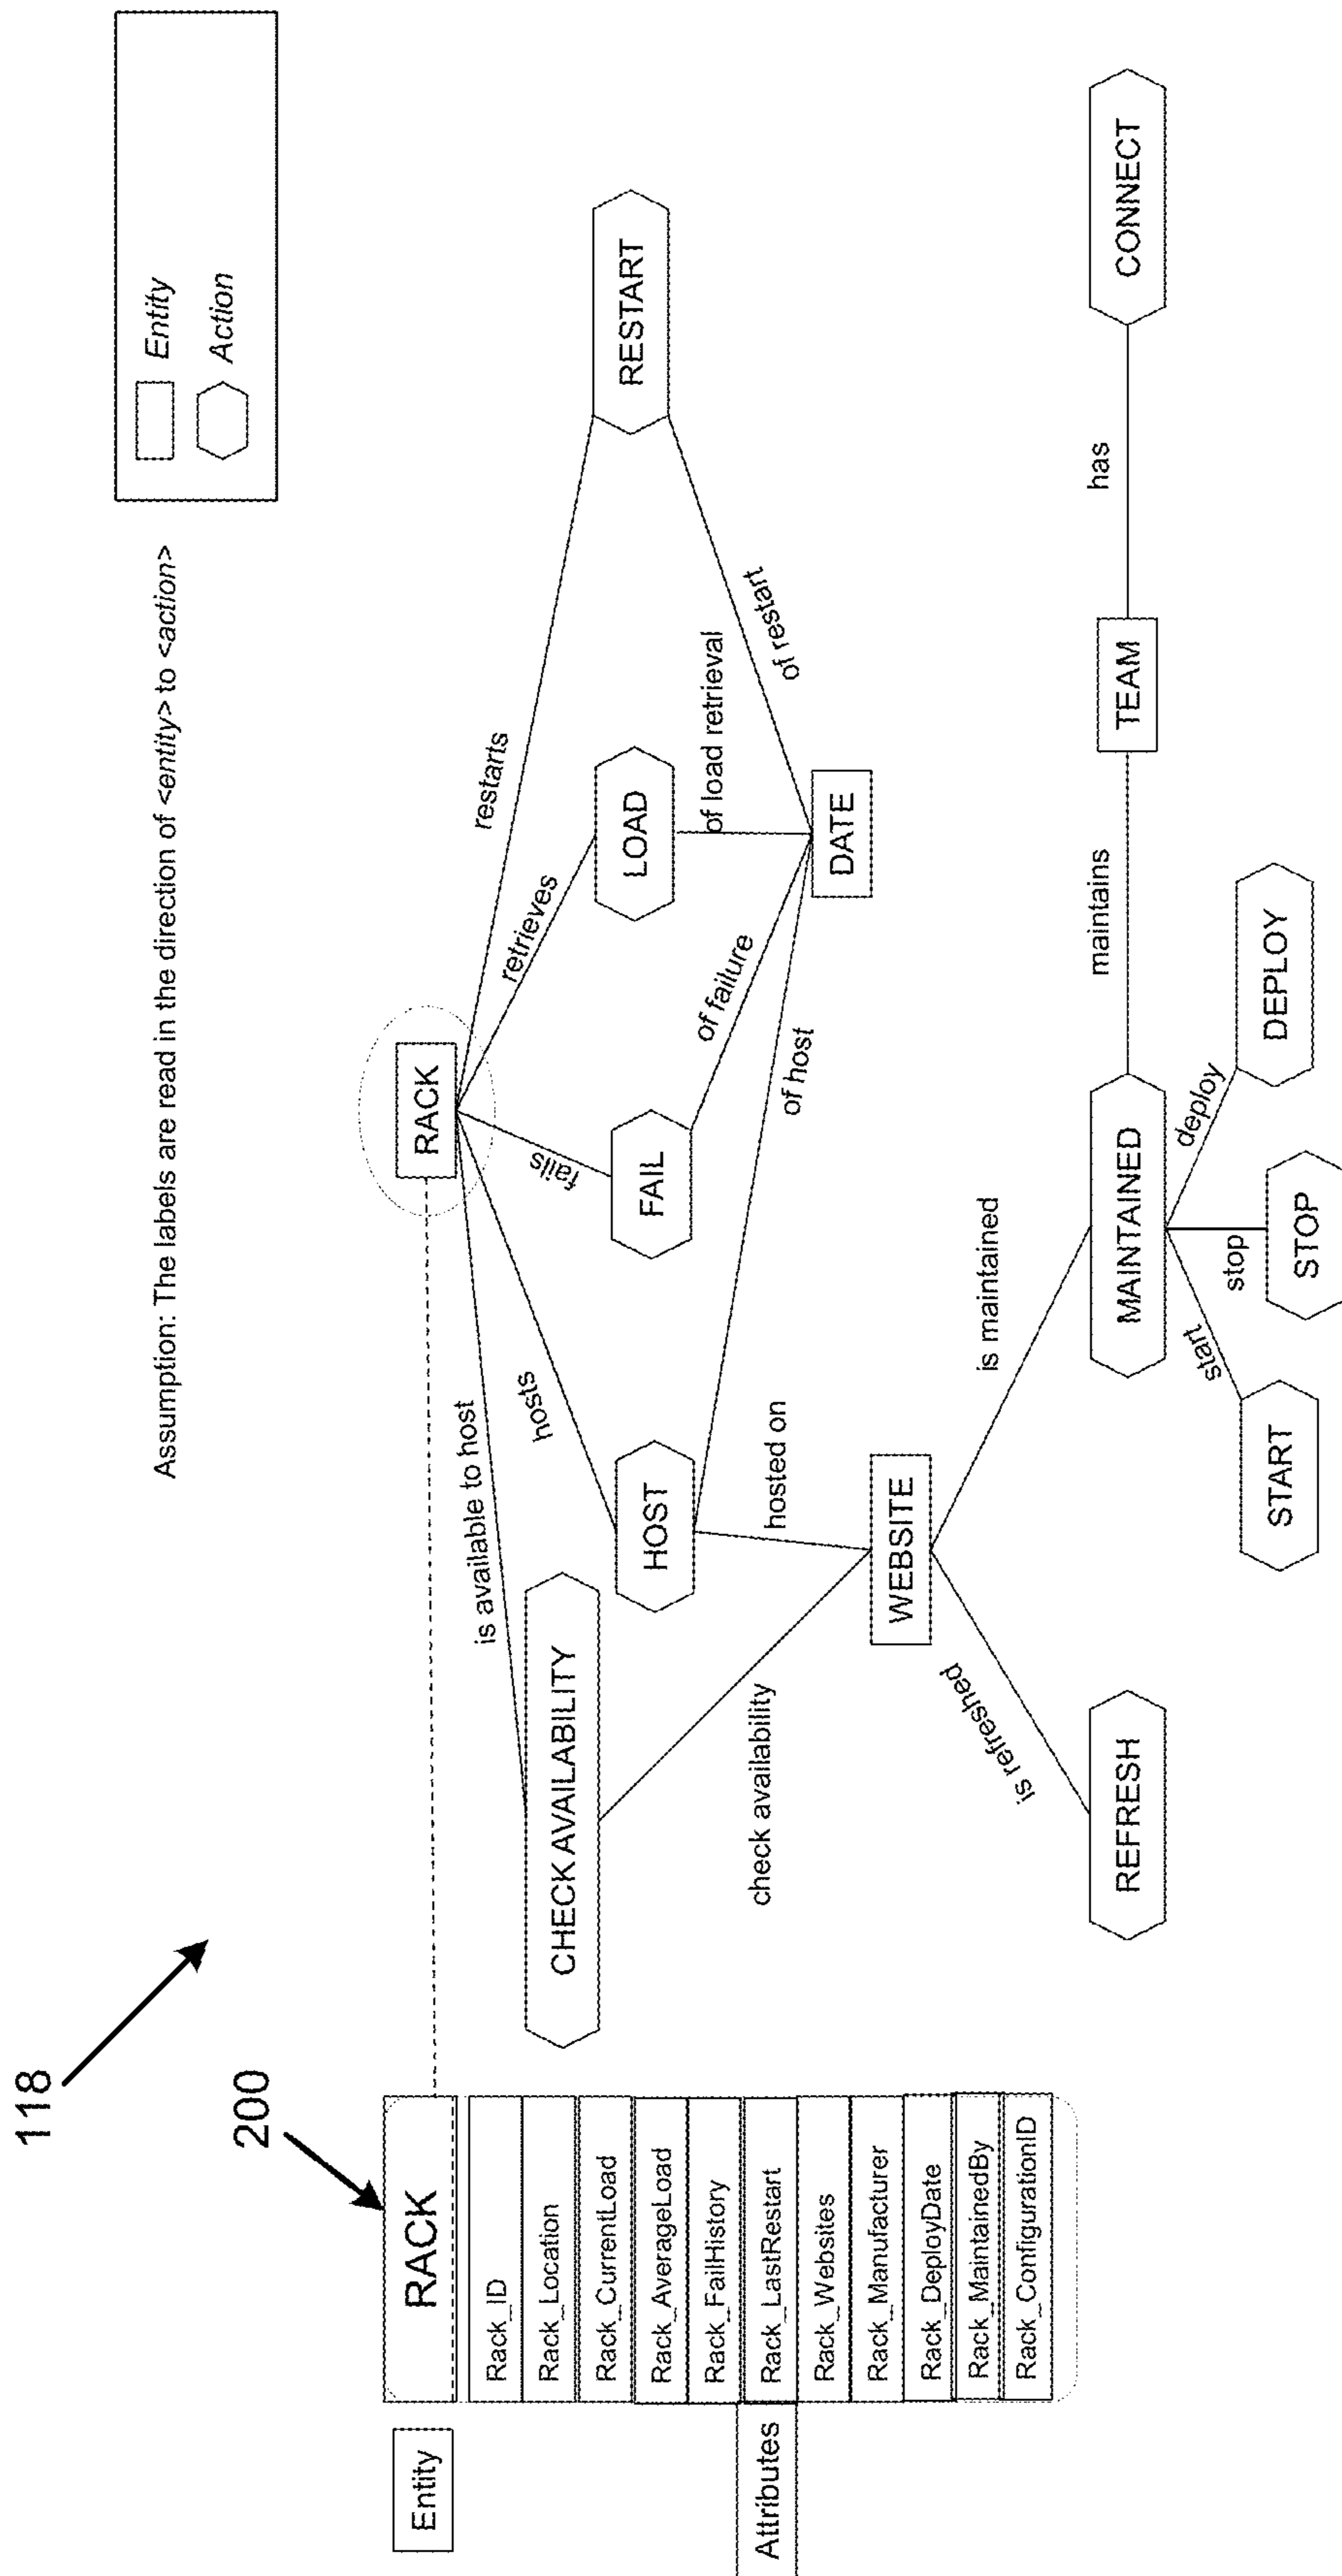 118
200
Assumption: The labels are read in the direction of <entity> to <action>
Entity
Action
Entity
RACK
Rack_ID
Rack_Location
Rack_CurrentLoad
Rack_AverageLoad
Rack_FailHistory
Rack_LastRestart
Rack_Websites
Rack_Manufacturer
Rack_DeployDate
Rack_MaintainedBy
Rack_ConfigurationID
Attributes
RACK
is available to host
hosts
fails
retrieves
restarts
CHECK AVAILABILITY
HOST
FAIL
LOAD
RESTART
check availability
hosted on
of host
of failure
of load retrieval
of restart
WEBSITE
DATE
is refreshed
is maintained
maintains
has
REFRESH
MAINTAINED
TEAM
CONNECT
start
stop
deploy
START
STOP
DEPLOY